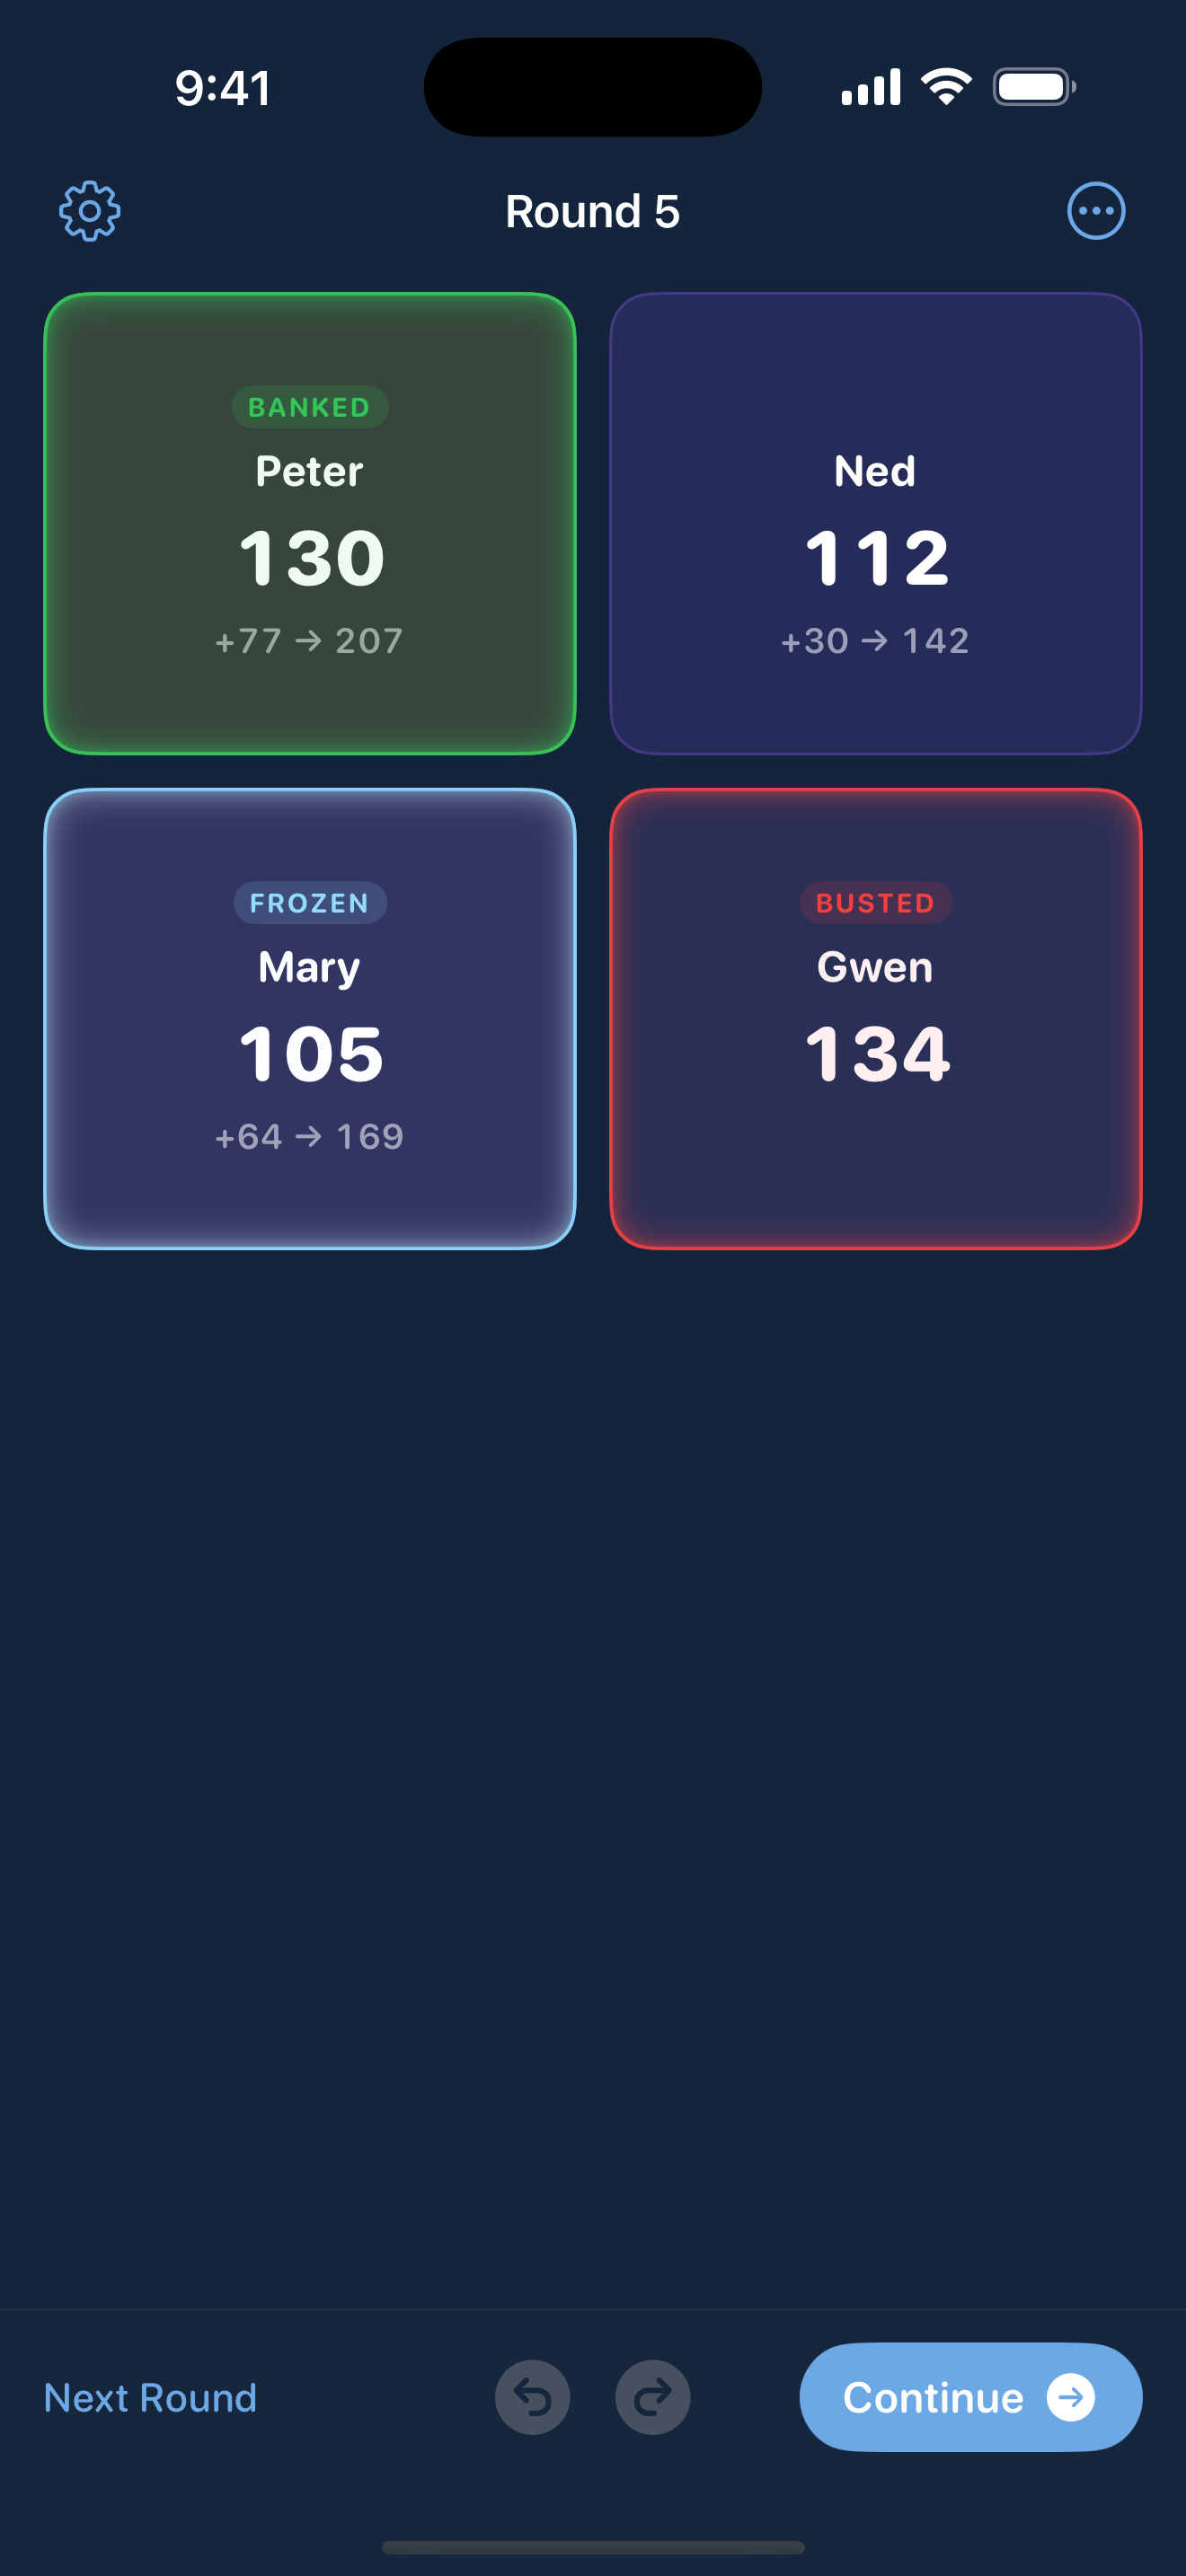 9:41
Round 5
BANKED
Peter
130
+77 → 207
Ned
112
+30 → 142
FROZEN
Mary
105
+64 → 169
BUSTED
Gwen
134
Next Round
Continue